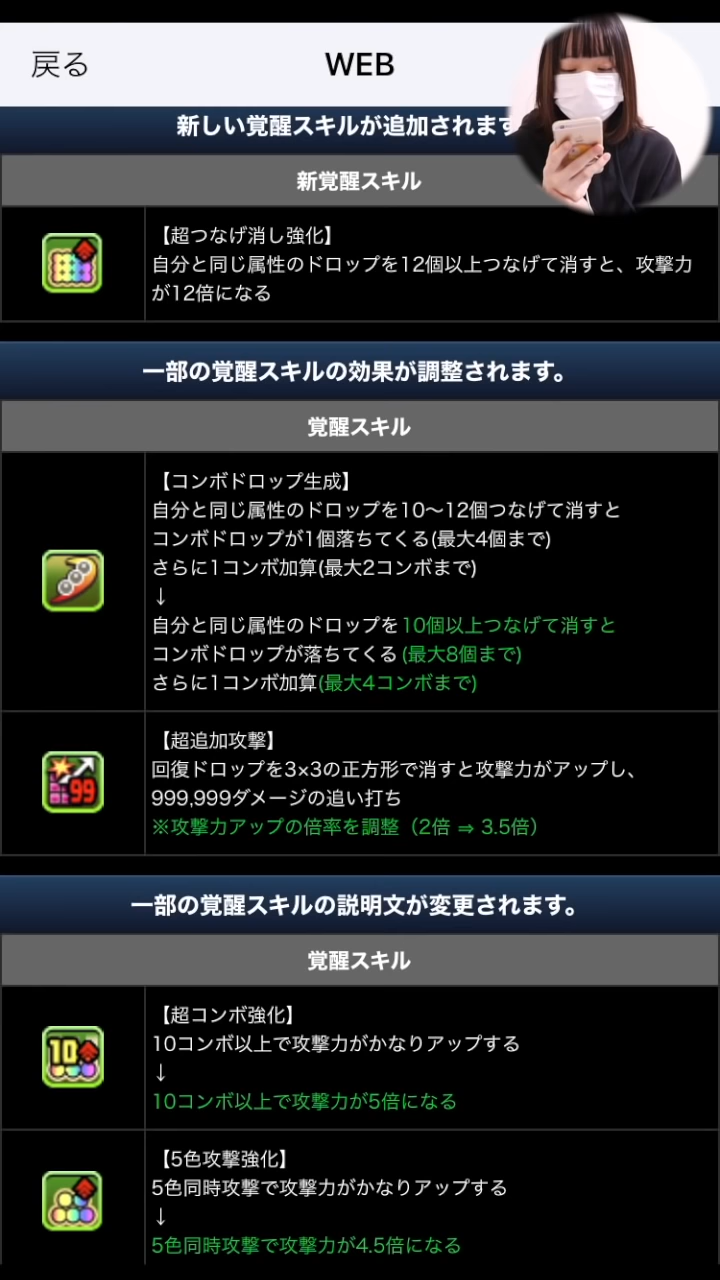 戻る
WEB
新しい覚醒スキルが追加されます
新覚醒スキル
【超つなげ消し強化】
自分と同じ属性のドロップを12個以上つなげて消すと、攻撃力
が12倍になる
一部の覚醒スキルの効果が調整されます。
覚醒スキル
【コンボドロップ生成】
自分と同じ属性のドロップを10〜12個つなげて消すと
コンボドロップが1個落ちてくる(最大4個まで)
さらに1コンボ加算(最大2コンボまで)
↓
自分と同じ属性のドロップを10個以上つなげて消すと
コンボドロップが落ちてくる(最大8個まで)
さらに1コンボ加算(最大4コンボまで)
【超追加攻撃】
99
回復ドロップを3×3の正方形で消すと攻撃力がアップし、
999,999ダメージの追い打ち
※攻撃力アップの倍率を調整（2倍 ⇒ 3.5倍）
一部の覚醒スキルの説明文が変更されます。
覚醒スキル
【超コンボ強化】
10
10コンボ以上で攻撃力がかなりアップする
↓
10コンボ以上で攻撃力が5倍になる
【5色攻撃強化】
5色同時攻撃で攻撃力がかなりアップする
↓
5色同時攻撃で攻撃力が4.5倍になる